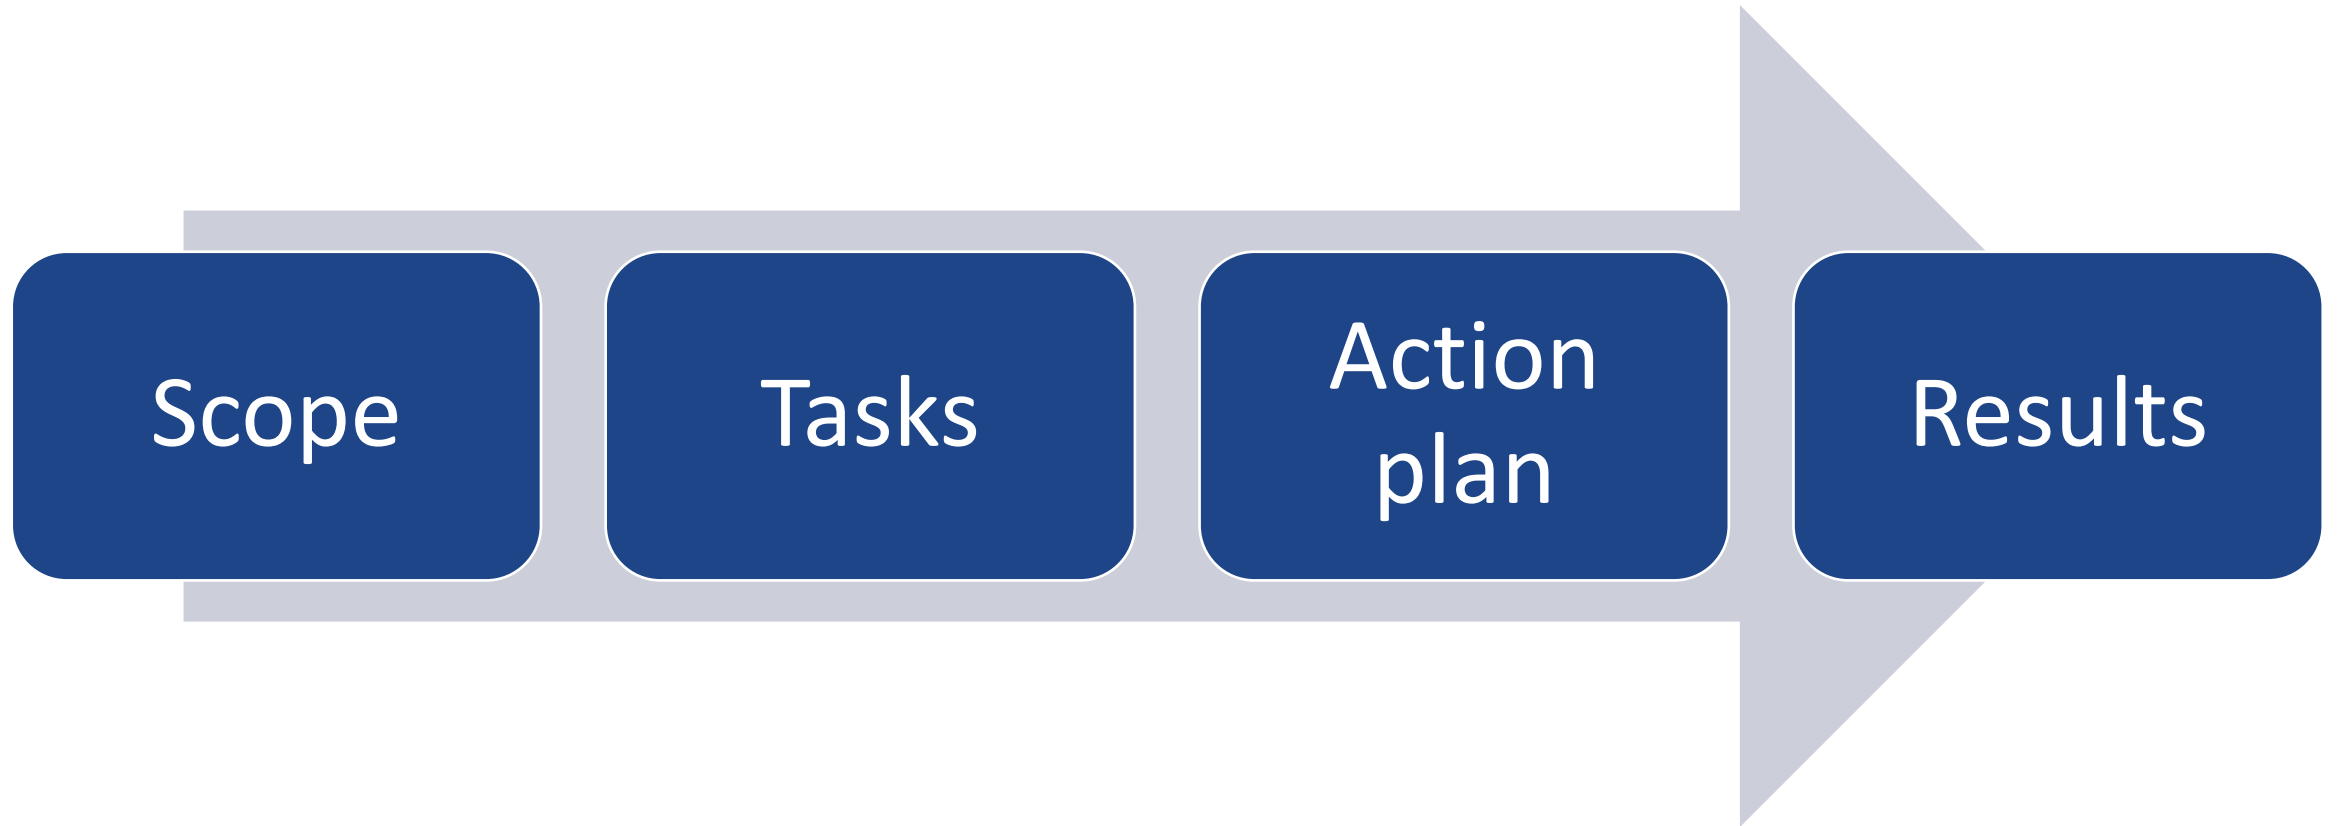 Scope
Tasks
Action
plan
Results